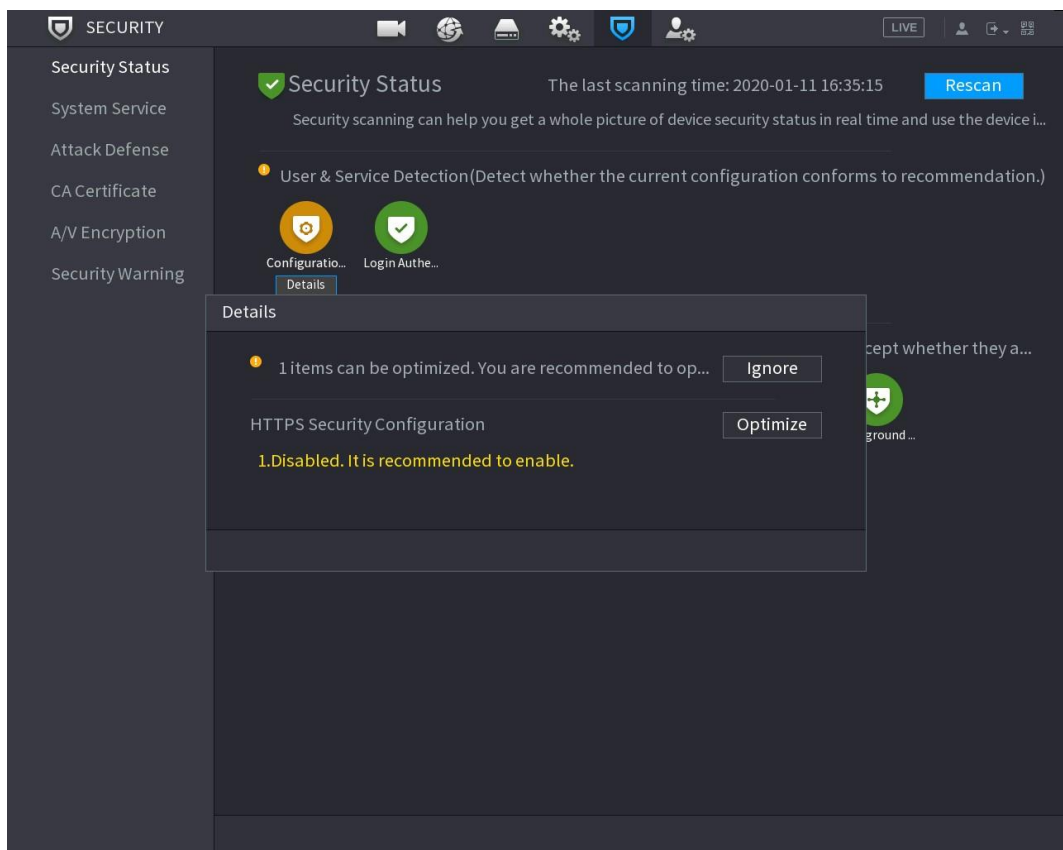 SECURITY
LIVE
Security Status
System Service
Attack Defense
CA Certificate
A/V Encryption
Security Warning
Security Status
The last scanning time: 2020-01-11 16:35:15
Rescan
Security scanning can help you get a whole picture of device security status in real time and use the device i...
User & Service Detection(Detect whether the current configuration conforms to recommendation.)
Configuratio...
Login Authe...
Details
Details
cept whether they a...
1 items can be optimized. You are recommended to op...
Ignore
HTTPS Security Configuration
Optimize
ground ...
1.Disabled. It is recommended to enable.